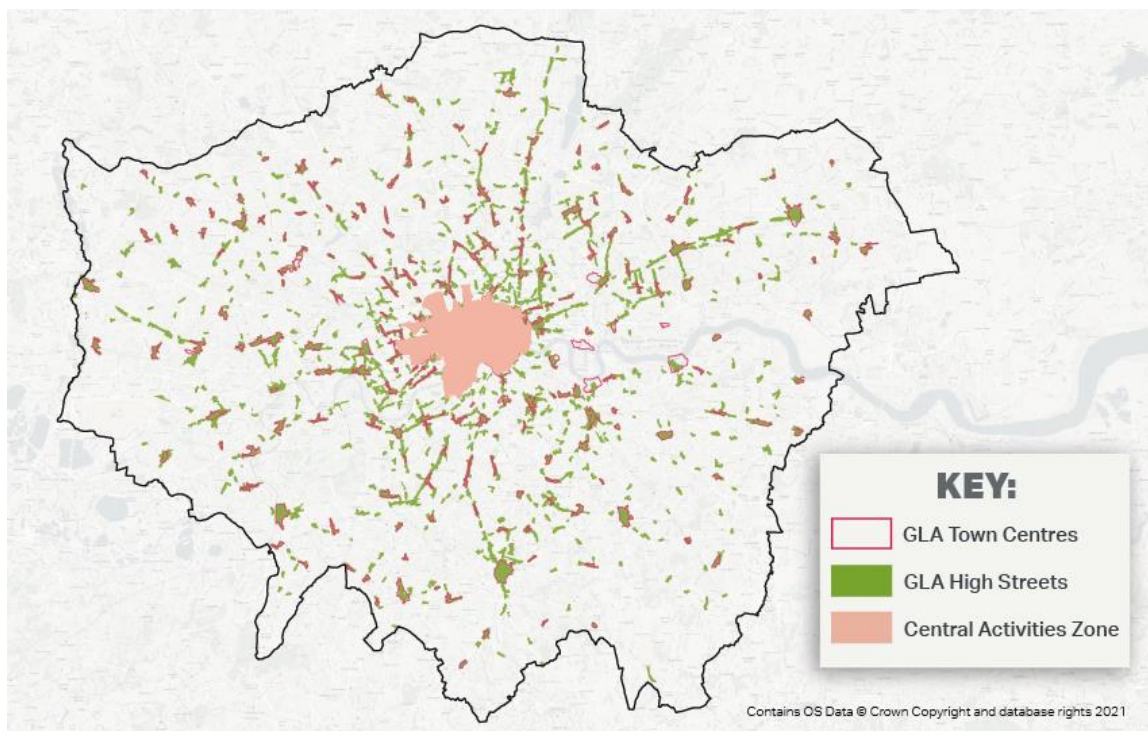 KEY:
GLA Town Centres
GLA High Streets
Central Activities Zone
Contains OS Data © Crown Copyright and database rights 2021